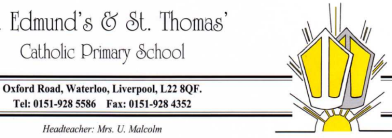 . Edmund's & St. Thomas'
Catholic Primary School
Oxford Road, Waterloo, Liverpool, L22 8QF.
Tel: 0151-928 5586 Fax: 0151-928 4352
Headteacher: Mrs. U. Malcolm